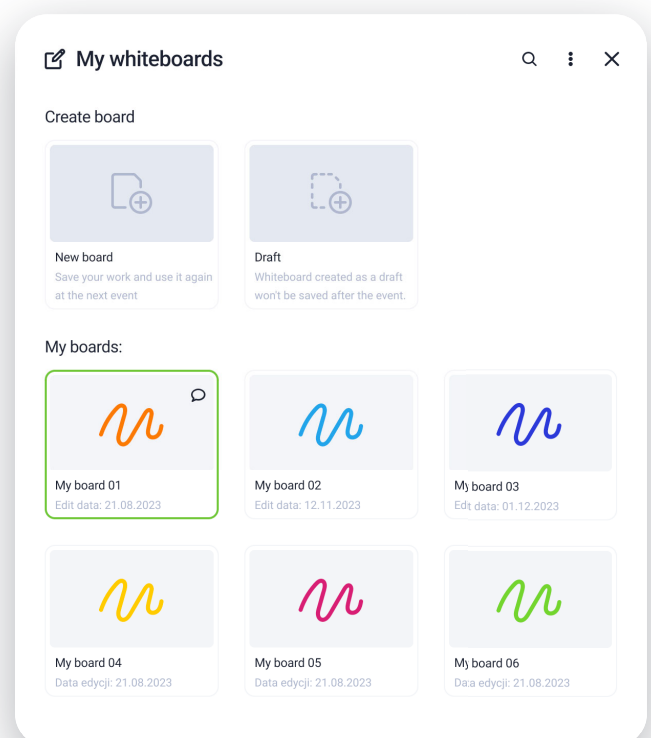 My whiteboards
Create board
New board
Save your work and use it again
at the next event
Draft
Whiteboard created as a draft
won't be saved after the event.
My boards:
My board 01
Edit data: 21.08.2023
My board 02
Edit data: 12.11.2023
My board 03
Edit data: 01.12.2023
My board 04
Data edycji: 21.08.2023
My board 05
Data edycji: 21.08.2023
My board 06
Data edycji: 21.08.2023